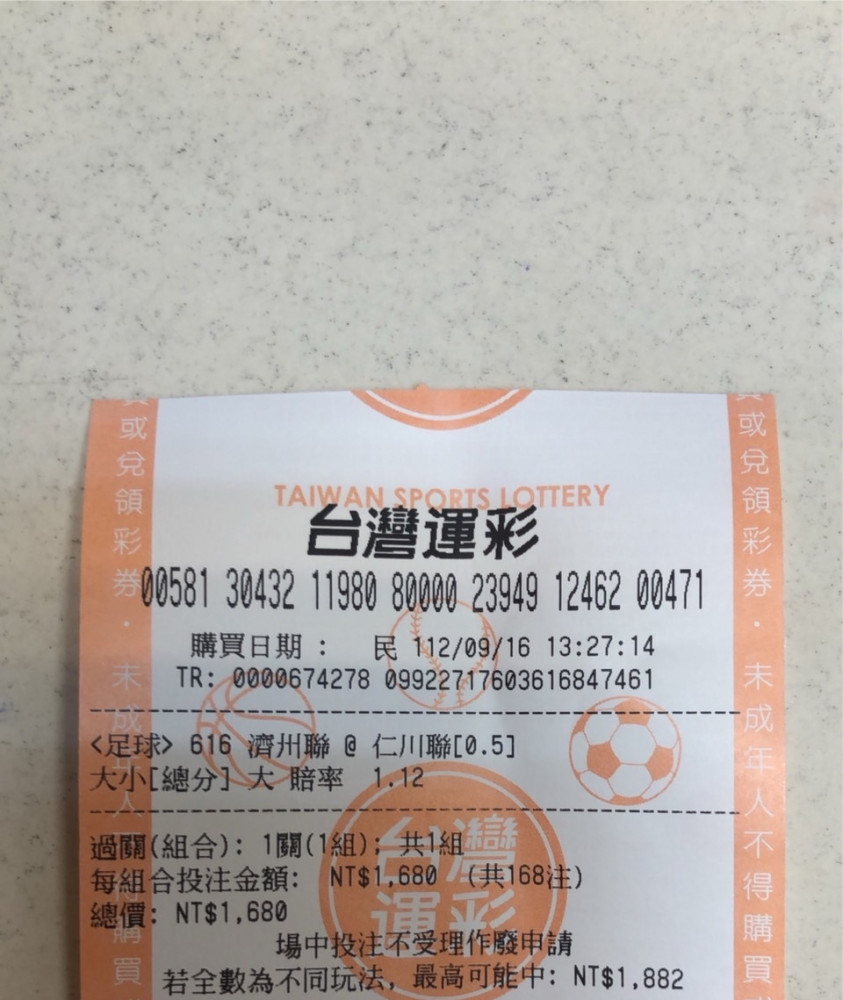 TAIWAN SPORTS LOTTERY
台灣運彩
00581 30432 11980 80000 23949 12462 00471
購買日期： 民 112/09/16 13:27:14
TR: 0000674278 099227177603616847461
<足球> 616 濟州聯 @ 仁川聯[0.5]
大小[總分] 大 賠率 1.12
過關(組合): 1關(1組); 共1組
每組合投注金額: NT$1,680 (共168注)
總價: NT$1,680
場中投注不受理作廢申請
若全數為不同玩法, 最高可能中: NT$1,882
台灣運彩
或兌領彩券・未成年人不得購買
或兌領彩券・未成年人不得購買